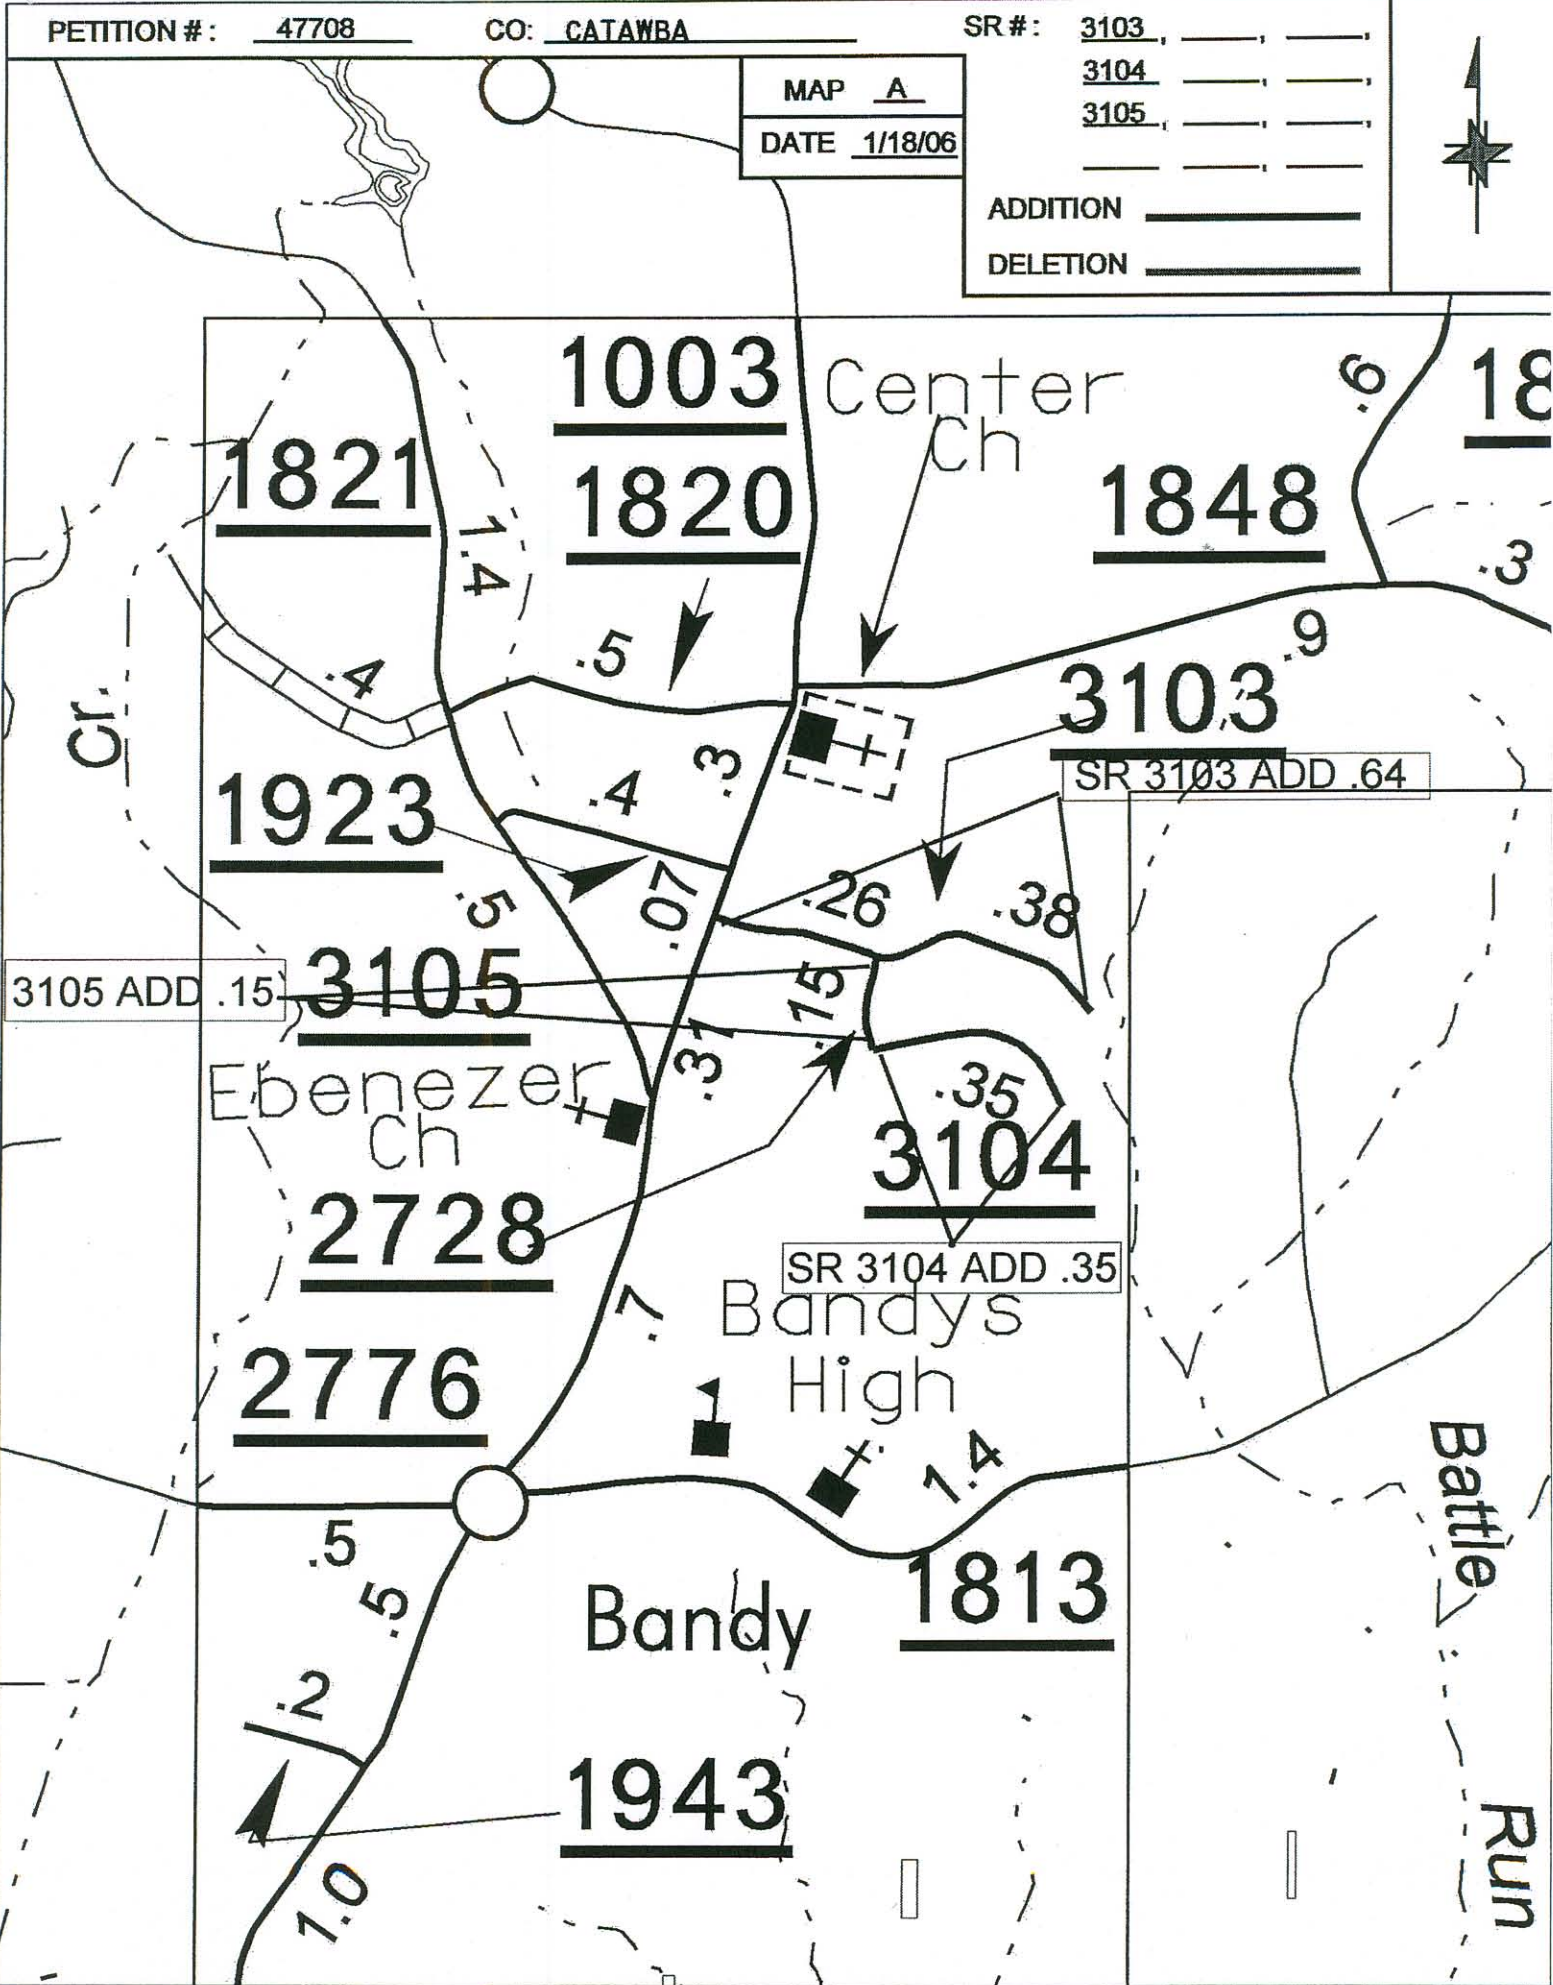 PETITION #: 47708 CO: CATAWBA SR #: 3103, , ,
3104 , ,
3105, , ,
MAP A
DATE 1/18/06
ADDITION
DELETION
1003
Center
Ch
.6
18
1821
1820
1848
1.4
.3
.5
.9
.4
3103
SR 3103 ADD .64
Cr.
.3
1923
.4
.5
.07
.26
.38
3105
3105 ADD .15
.15
.31
Ebenezer
Ch
.35
3104
2728
SR 3104 ADD .35
.7
Bandys
High
2776
1.4
Battle
.5
.5
Bandy
1813
.2
1943
1.0
Run